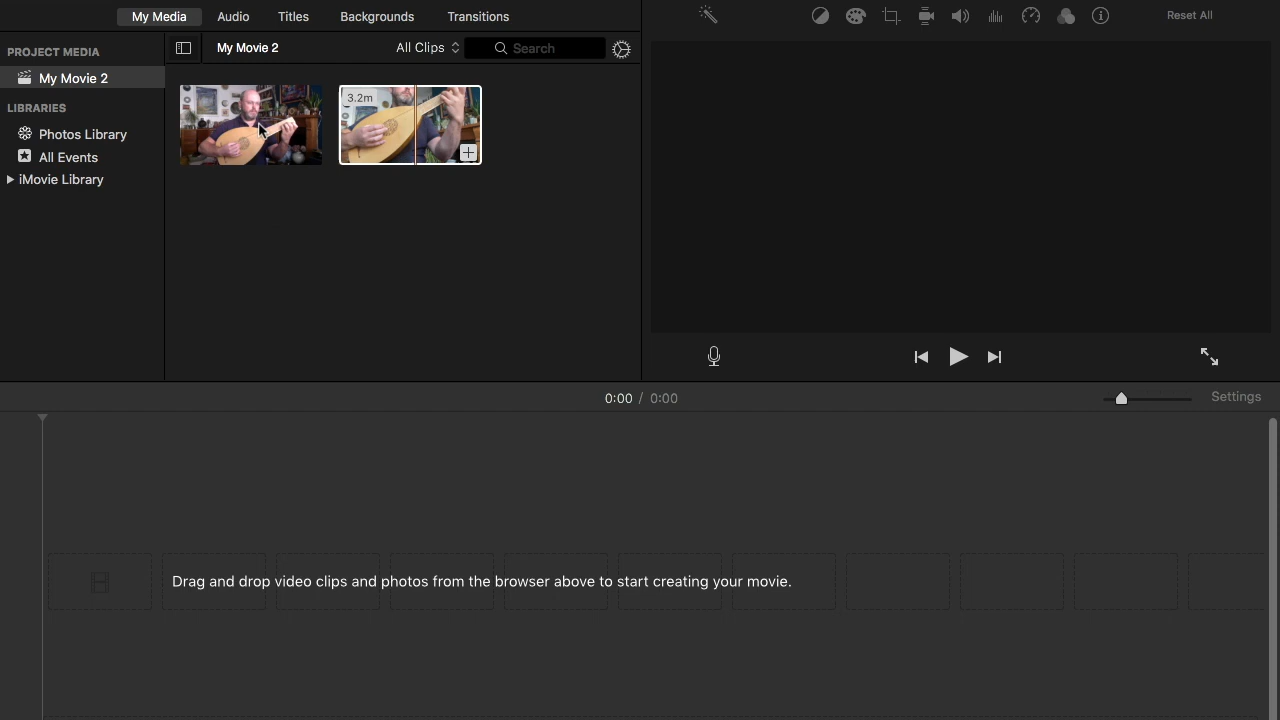 My Media Audio Titles Backgrounds Transitions
Reset All
PROJECT MEDIA
My Movie 2
All Clips
Search
My Movie 2
LIBRARIES
Photos Library
All Events
iMovie Library
3.2m
0:00 / 0:00
Settings
Drag and drop video clips and photos from the browser above to start creating your movie.